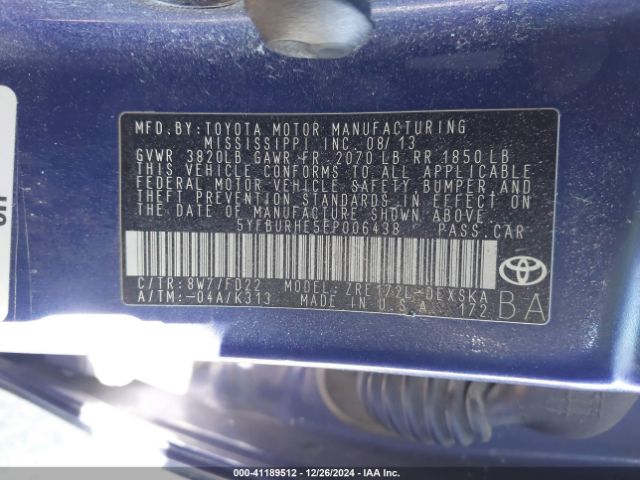 MFD. BY: TOYOTA MOTOR MANUFACTURING
MISSISSIPPI INC. 08/13
GVWR 3820LB GAWR FR 2070 LB RR 1850 LB
THIS VEHICLE CONFORMS TO ALL APPLICABLE
FEDERAL MOTOR VEHICLE SAFETY, BUMPER, AND
THEFT PREVENTION STANDARDS IN EFFECT ON
THE DATE OF MANUFACTURE SHOWN ABOVE.
5YFBURHE5EP006438 PASS. CAR
C/TR: 8W7/FD22 MODEL: ZRE172L-DEXSKA
A/TM: -04A/K313 MADE IN U.S.A. 172
BA
00-41189512 - 12/26/2024 - IAA Inc.